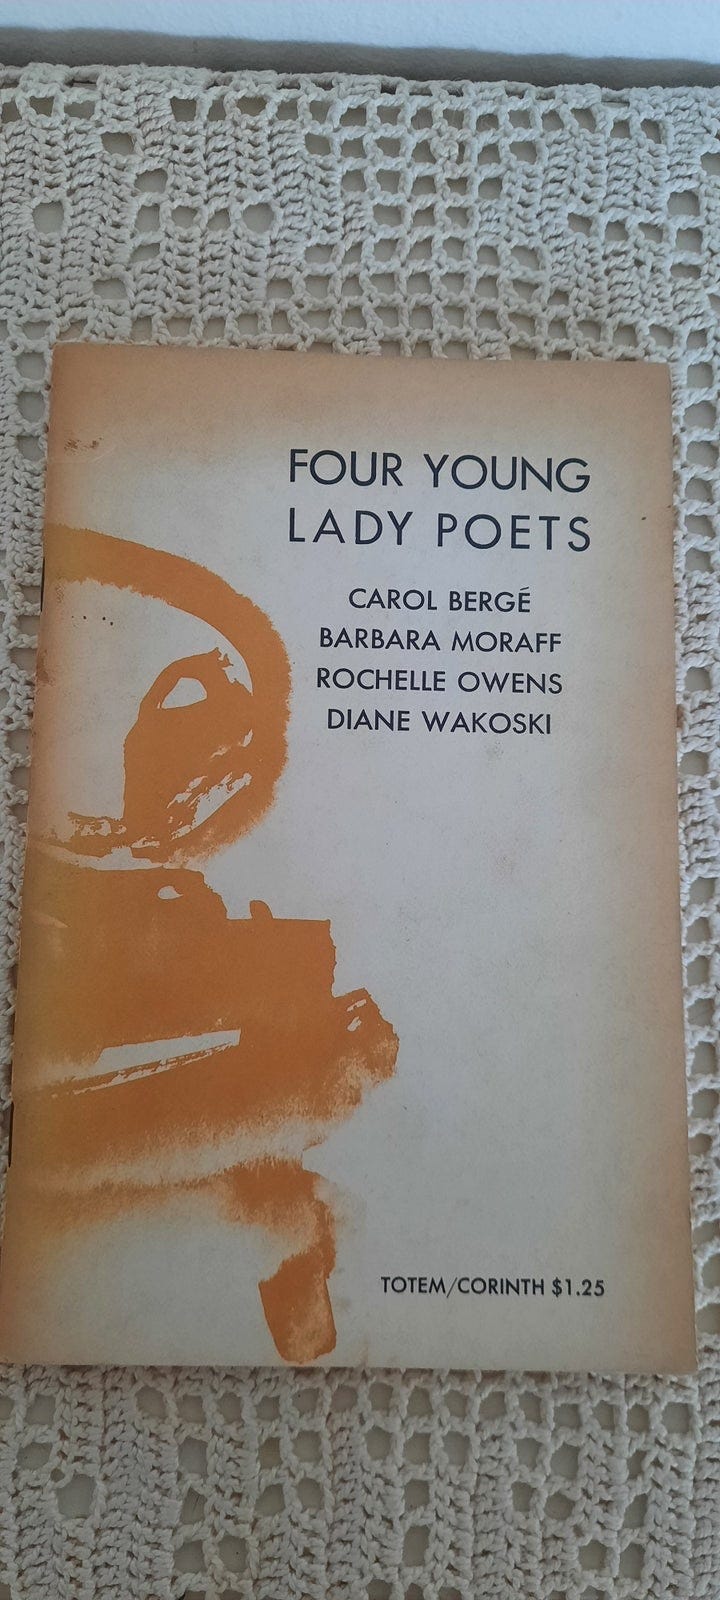 FOUR YOUNG
LADY POETS
CAROL BERGÉ
BARBARA MORAFF
ROCHELLE OWENS
DIANE WAKOSKI
TOTEM/CORINTH $1.25